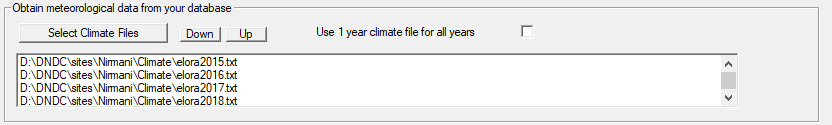 Obtain meteorological data from your database
Select Climate Files Down Up Use 1 year climate file for all years
D:\DNDC\sites\Nirmani\Climate\elora2015.txt
D:\DNDC\sites\Nirmani\Climate\elora2016.txt
D:\DNDC\sites\Nirmani\Climate\elora2017.txt
D:\DNDC\sites\Nirmani\Climate\elora2018.txt